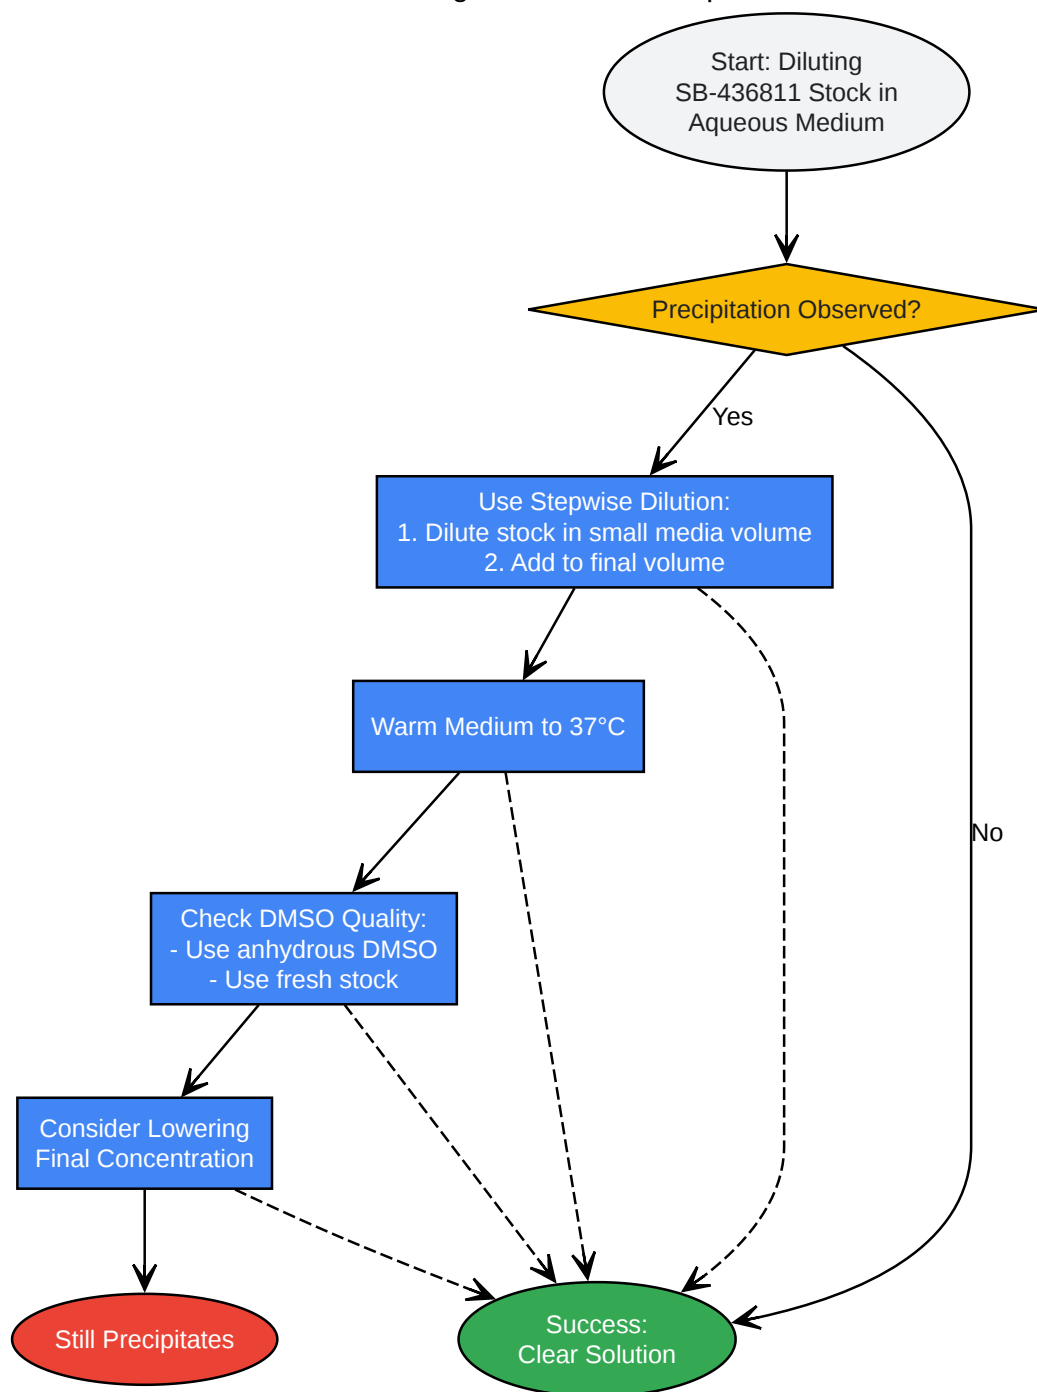 Start: Diluting
SB-436811 Stock in
Aqueous Medium
Precipitation Observed?
Yes
Use Stepwise Dilution:
1. Dilute stock in small media volume
2. Add to final volume
Warm Medium to 37°C
No
Check DMSO Quality:
- Use anhydrous DMSO
- Use fresh stock
Consider Lowering
Final Concentration
Still Precipitates
Success:
Clear Solution